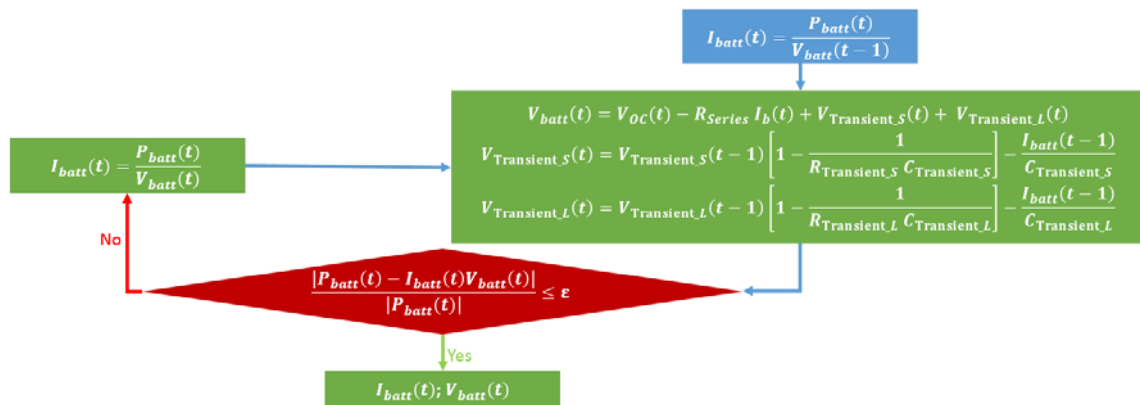 I_batt(t) = P_batt(t) / V_batt(t − 1)
V_batt(t) = V_OC(t) − R_Series I_b(t) + V_Transient_S(t) + V_Transient_L(t)
V_Transient_S(t) = V_Transient_S(t − 1) [1 − 1 / (R_Transient_S C_Transient_S)] − I_batt(t − 1) / C_Transient_S
V_Transient_L(t) = V_Transient_L(t − 1) [1 − 1 / (R_Transient_L C_Transient_L)] − I_batt(t − 1) / C_Transient_L
I_batt(t) = P_batt(t) / V_batt(t)
No
|P_batt(t) − I_batt(t)V_batt(t)| / |P_batt(t)| ≤ ε
Yes
I_batt(t); V_batt(t)